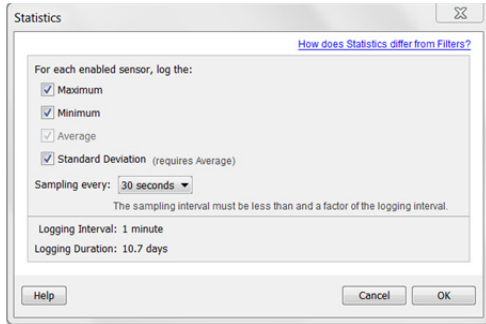 Statistics
How does Statistics differ from Filters?
For each enabled sensor, log the:
Maximum
Minimum
Average
Standard Deviation (requires Average)
Sampling every: 30 seconds
The sampling interval must be less than and a factor of the logging interval.
Logging Interval: 1 minute
Logging Duration: 10.7 days
Help Cancel OK